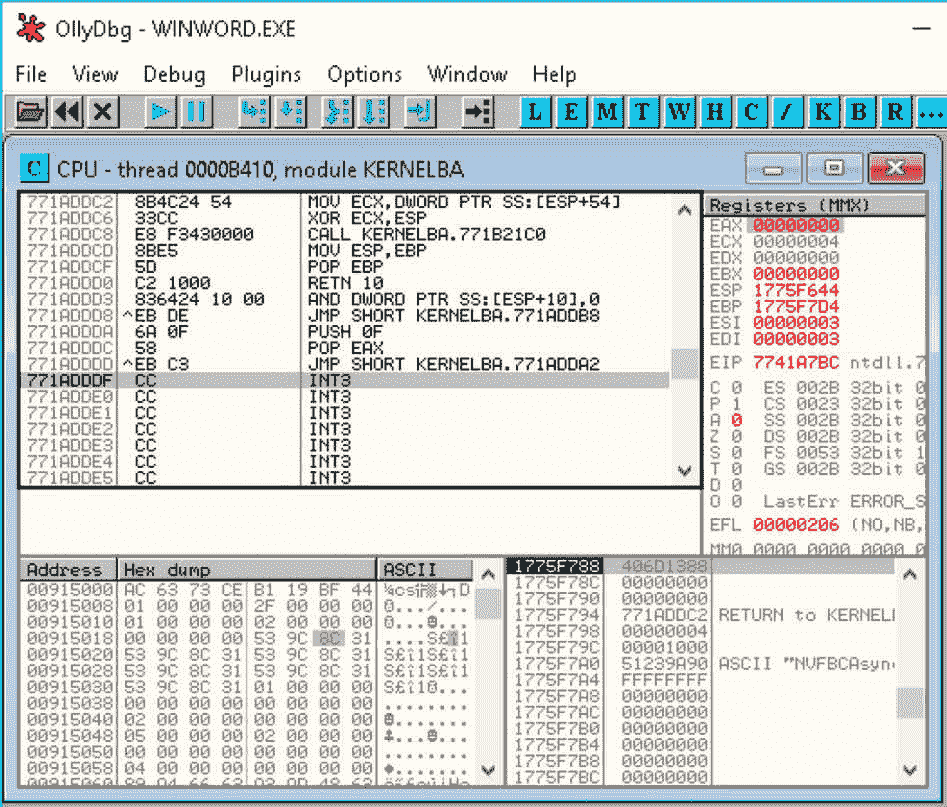 OllyDbg - WINWORD.EXE
File View Debug Plugins Options Window Help
L E M T W H C / K B R ...
C CPU - thread 0000B410, module KERNELBA
771ADDC2 8B4C24 54 MOV ECX,DWORD PTR SS:[ESP+54]
771ADDC6 33CC XOR ECX,ESP
771ADDC8 E8 F3430000 CALL KERNELBA.771B21C0
771ADDCD 8BE5 MOV ESP,EBP
771ADDCF 5D POP EBP
771ADDD0 C2 1000 RETN 10
771ADDD3 836424 10 00 AND DWORD PTR SS:[ESP+10],0
771ADDD8 ^EB DE JMP SHORT KERNELBA.771ADDB8
771ADDDA 6A 0F PUSH 0F
771ADDDC 58 POP EAX
771ADDDD ^EB C3 JMP SHORT KERNELBA.771ADDA2
771ADDDF CC INT3
771ADDE0 CC INT3
771ADDE1 CC INT3
771ADDE2 CC INT3
771ADDE3 CC INT3
771ADDE4 CC INT3
771ADDE5 CC INT3
Registers (MMX)
EAX 00000000
ECX 00000004
EDX 00000000
EBX 00000000
ESP 1775F644
EBP 1775F7D4
ESI 00000003
EDI 00000003
EIP 7741A7BC ntdll.7
C 0 ES 002B 32bit 0
P 1 CS 0023 32bit 0
A 0 SS 002B 32bit 0
Z 0 DS 002B 32bit 0
S 0 FS 0053 32bit 1
T 0 GS 002B 32bit 0
D 0
O 0 LastErr ERROR_S
EFL 00000206 (NO,NB,
MM0 0000 0000 0000 0
Address Hex dump ASCII
00915000 AC 63 73 CE B1 19 BF 44
00915008 01 00 00 00 2F 00 00 00
00915010 01 00 00 00 02 00 00 00
00915018 00 00 00 00 53 9C 8C 31 ....S£î1
00915020 53 9C 8C 31 53 9C 8C 31 S£î1S£î1
00915028 53 9C 8C 31 53 9C 8C 31 S£î1S£î1
00915030 53 9C 8C 31 01 00 00 00 S£î1☺...
00915038 00 00 00 00 00 00 00 00 ........
00915040 02 00 00 00 00 00 00 00 ☻.......
00915048 05 00 00 00 02 00 00 00 ♣...☻...
00915050 00 00 00 00 00 00 00 00 ........
00915058 04 00 00 00 00 00 00 00 ♦.......
1775F788 406D1388
1775F78C 00000000
1775F790 00000000
1775F794 771ADDC2 RETURN to KERNEL
1775F798 00000004
1775F79C 00001000
1775F7A0 51239A90 ASCII "NVFBCAsyn
1775F7A4 FFFFFFFF
1775F7A8 00000000
1775F7AC 00000000
1775F7B0 00000000
1775F7B4 00000000
1775F7B8 00000000
1775F7BC 00000000